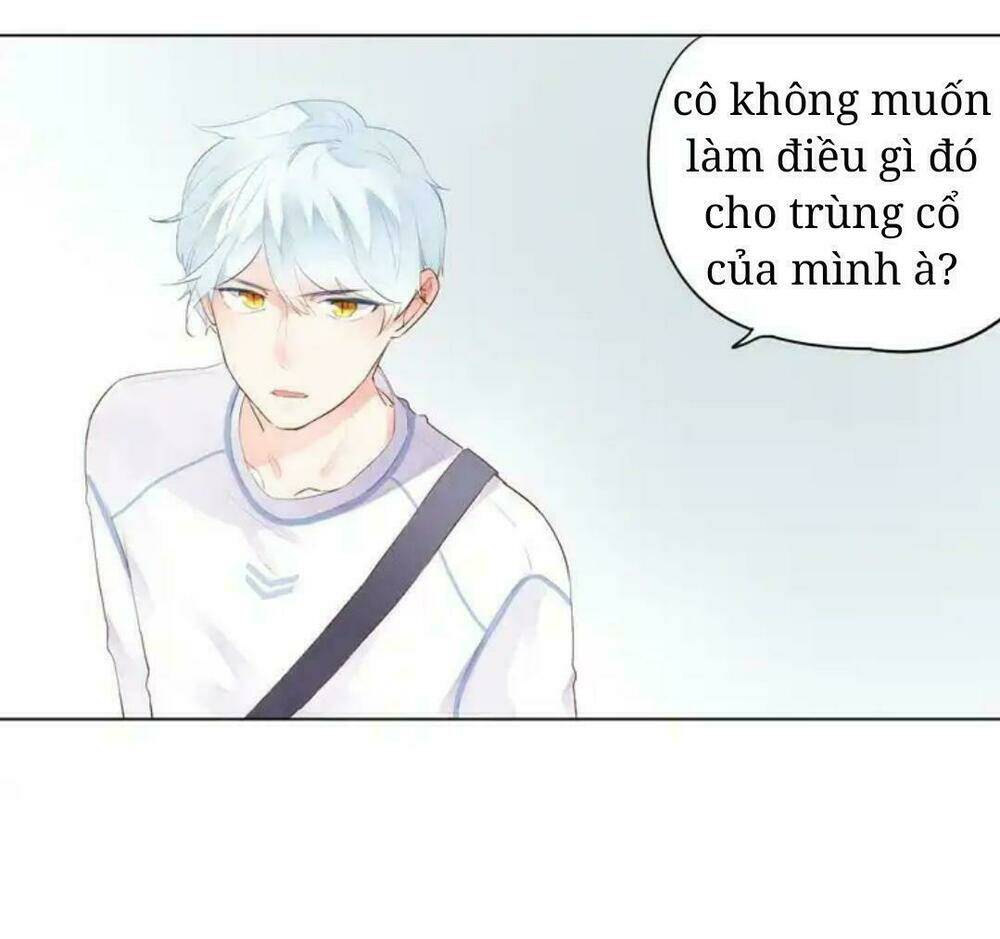 cô không muốn
làm điều gì đó
cho trùng cổ
của mình à?